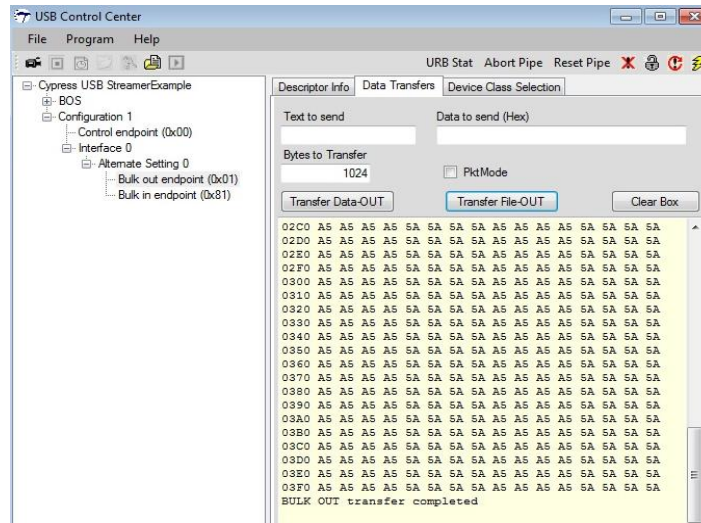 USB Control Center
File Program Help
URB Stat Abort Pipe Reset Pipe
Cypress USB StreamerExample
BOS
Configuration 1
Control endpoint (0x00)
Interface 0
Alternate Setting 0
Bulk out endpoint (0x01)
Bulk in endpoint (0x81)
Descriptor Info Data Transfers Device Class Selection
Text to send Data to send (Hex)
Bytes to Transfer
1024 PktMode
Transfer Data-OUT Transfer File-OUT Clear Box
02C0 A5 A5 A5 A5 5A 5A 5A 5A A5 A5 A5 A5 5A 5A 5A 5A
02D0 A5 A5 A5 A5 5A 5A 5A 5A A5 A5 A5 A5 5A 5A 5A 5A
02E0 A5 A5 A5 A5 5A 5A 5A 5A A5 A5 A5 A5 5A 5A 5A 5A
02F0 A5 A5 A5 A5 5A 5A 5A 5A A5 A5 A5 A5 5A 5A 5A 5A
0300 A5 A5 A5 A5 5A 5A 5A 5A A5 A5 A5 A5 5A 5A 5A 5A
0310 A5 A5 A5 A5 5A 5A 5A 5A A5 A5 A5 A5 5A 5A 5A 5A
0320 A5 A5 A5 A5 5A 5A 5A 5A A5 A5 A5 A5 5A 5A 5A 5A
0330 A5 A5 A5 A5 5A 5A 5A 5A A5 A5 A5 A5 5A 5A 5A 5A
0340 A5 A5 A5 A5 5A 5A 5A 5A A5 A5 A5 A5 5A 5A 5A 5A
0350 A5 A5 A5 A5 5A 5A 5A 5A A5 A5 A5 A5 5A 5A 5A 5A
0360 A5 A5 A5 A5 5A 5A 5A 5A A5 A5 A5 A5 5A 5A 5A 5A
0370 A5 A5 A5 A5 5A 5A 5A 5A A5 A5 A5 A5 5A 5A 5A 5A
0380 A5 A5 A5 A5 5A 5A 5A 5A A5 A5 A5 A5 5A 5A 5A 5A
0390 A5 A5 A5 A5 5A 5A 5A 5A A5 A5 A5 A5 5A 5A 5A 5A
03A0 A5 A5 A5 A5 5A 5A 5A 5A A5 A5 A5 A5 5A 5A 5A 5A
03B0 A5 A5 A5 A5 5A 5A 5A 5A A5 A5 A5 A5 5A 5A 5A 5A
03C0 A5 A5 A5 A5 5A 5A 5A 5A A5 A5 A5 A5 5A 5A 5A 5A
03D0 A5 A5 A5 A5 5A 5A 5A 5A A5 A5 A5 A5 5A 5A 5A 5A
03E0 A5 A5 A5 A5 5A 5A 5A 5A A5 A5 A5 A5 5A 5A 5A 5A
03F0 A5 A5 A5 A5 5A 5A 5A 5A A5 A5 A5 A5 5A 5A 5A 5A
BULK OUT transfer completed